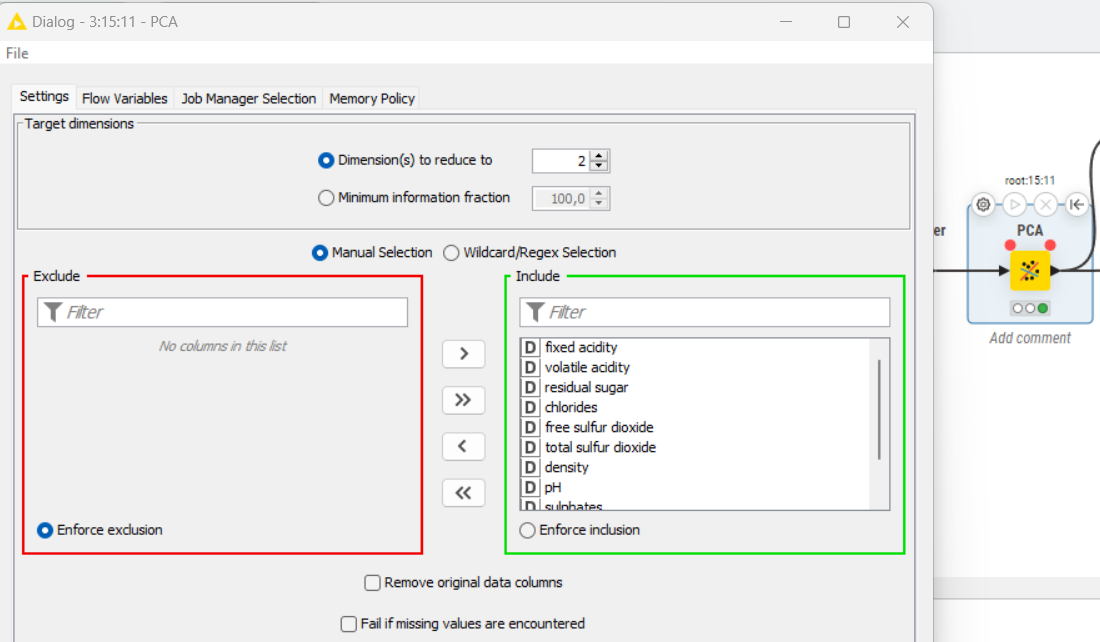 Dialog - 3:15:11 - PCA
File
Settings Flow Variables Job Manager Selection Memory Policy
Target dimensions
Dimension(s) to reduce to 2
Minimum information fraction 100,0
Manual Selection Wildcard/Regex Selection
Exclude
Filter
No columns in this list
Enforce exclusion
Include
Filter
D fixed acidity
D volatile acidity
D residual sugar
D chlorides
D free sulfur dioxide
D total sulfur dioxide
D density
D pH
D sulphates
Enforce inclusion
Remove original data columns
Fail if missing values are encountered
er
root:15:11
PCA
Add comment